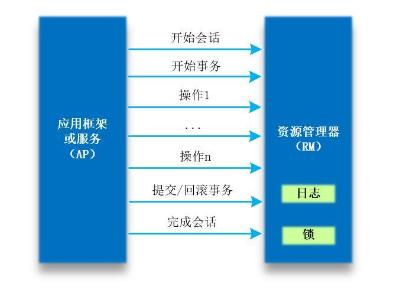 开始会话
开始事务
操作1
...
操作n
提交/回滚事务
完成会话
应用框架
或服务
（AP）
资源管理器
（RM）
日志
锁